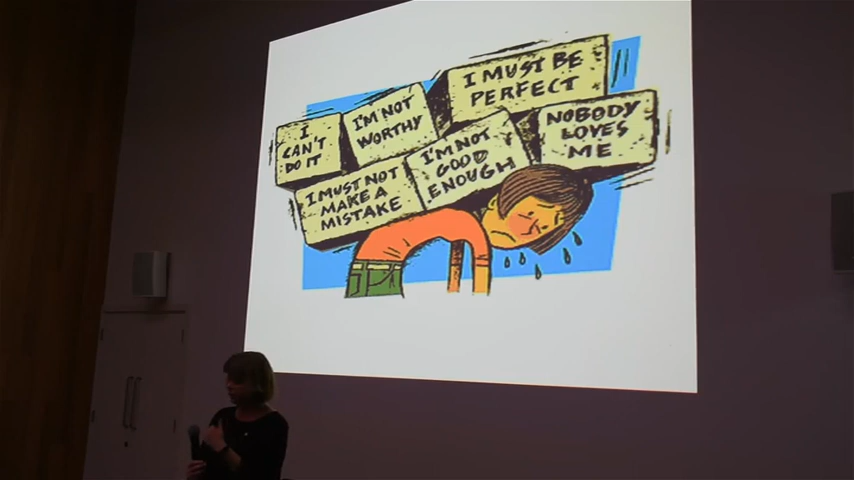 I MUST BE
PERFECT
I
CAN'T
DO IT
I'M NOT
WORTHY
NOBODY
LOVES
ME
I'M NOT
GOOD
ENOUGH
I MUST NOT
MAKE A
MISTAKE